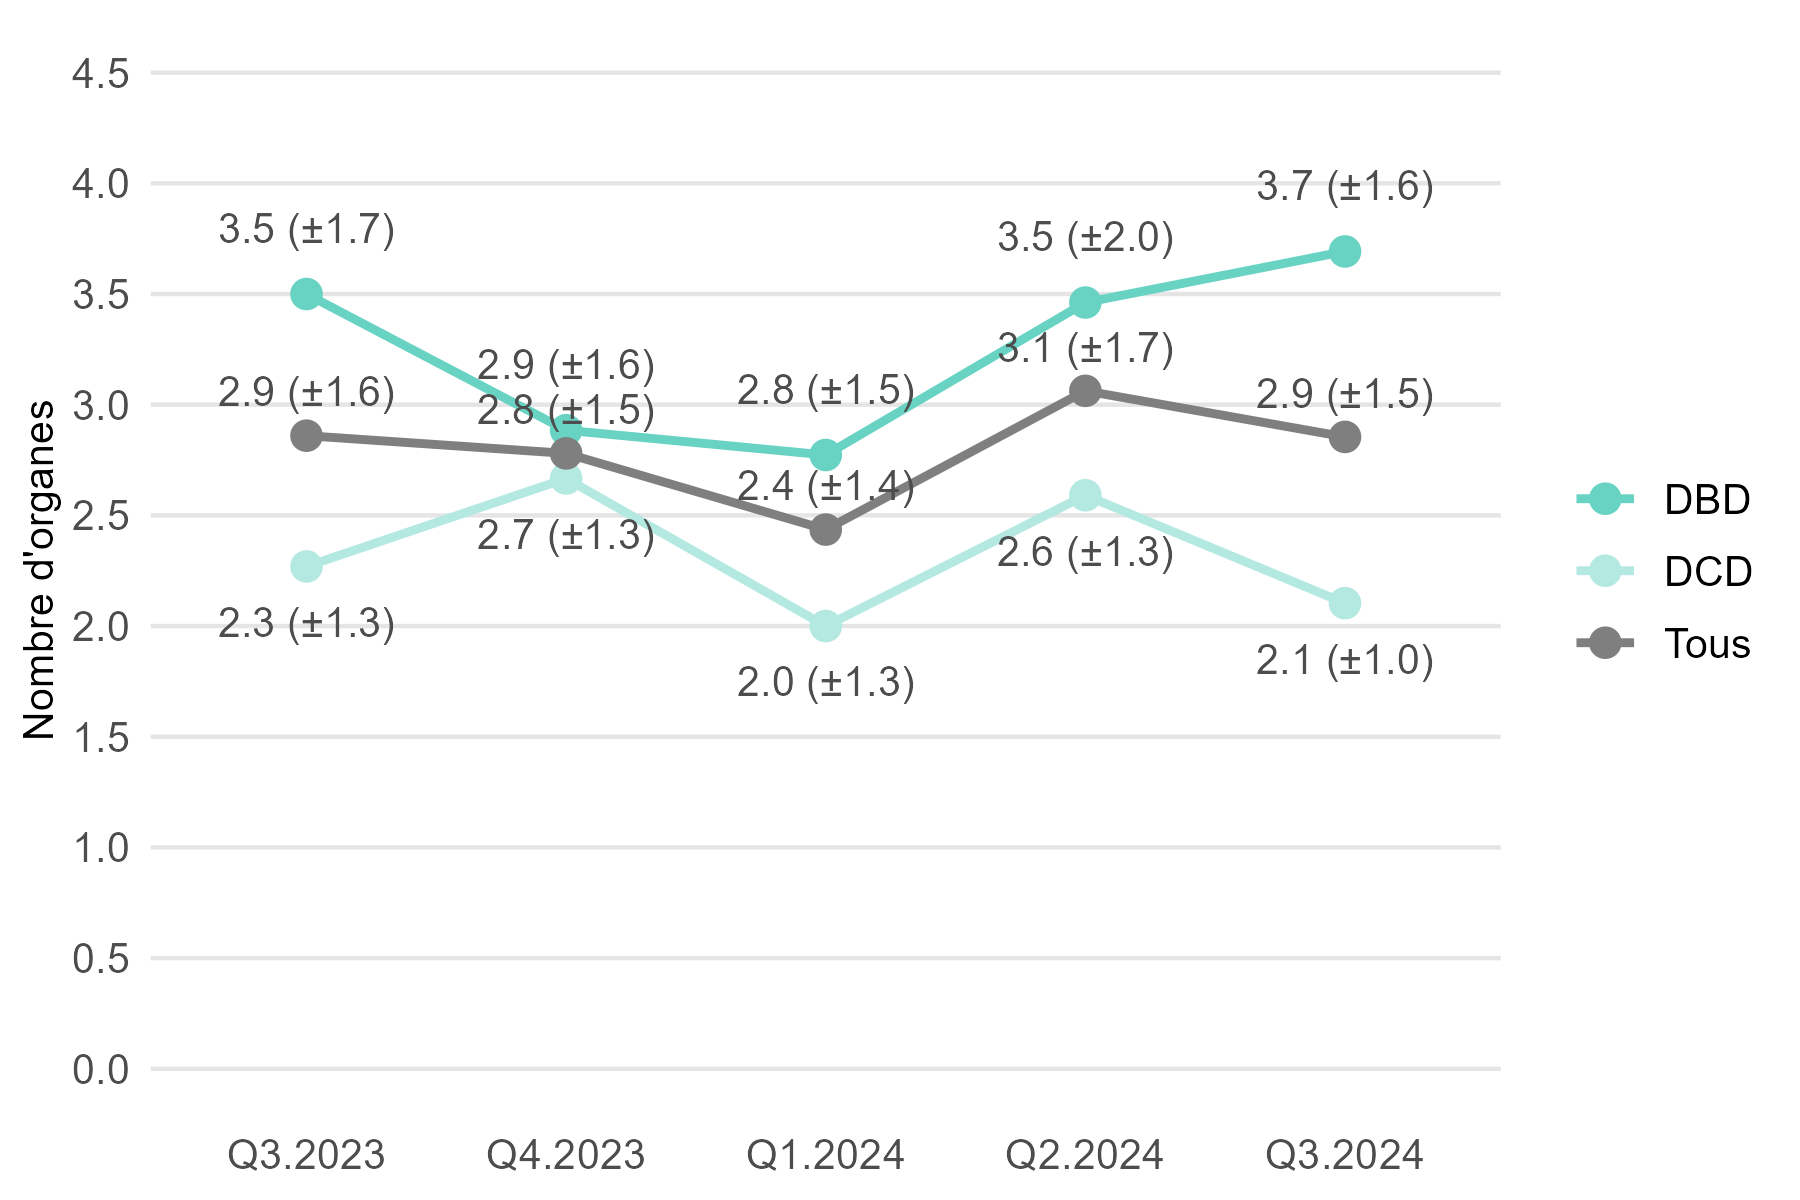 Nombre d'organes
4.5
4.0
3.5
3.0
2.5
2.0
1.5
1.0
0.5
0.0
3.5 (±1.7)
2.9 (±1.6)
2.8 (±1.5)
3.5 (±2.0)
3.7 (±1.6)
2.9 (±1.6)
2.8 (±1.5)
2.4 (±1.4)
3.1 (±1.7)
2.9 (±1.5)
2.3 (±1.3)
2.7 (±1.3)
2.0 (±1.3)
2.6 (±1.3)
2.1 (±1.0)
Q3.2023
Q4.2023
Q1.2024
Q2.2024
Q3.2024
DBD
DCD
Tous